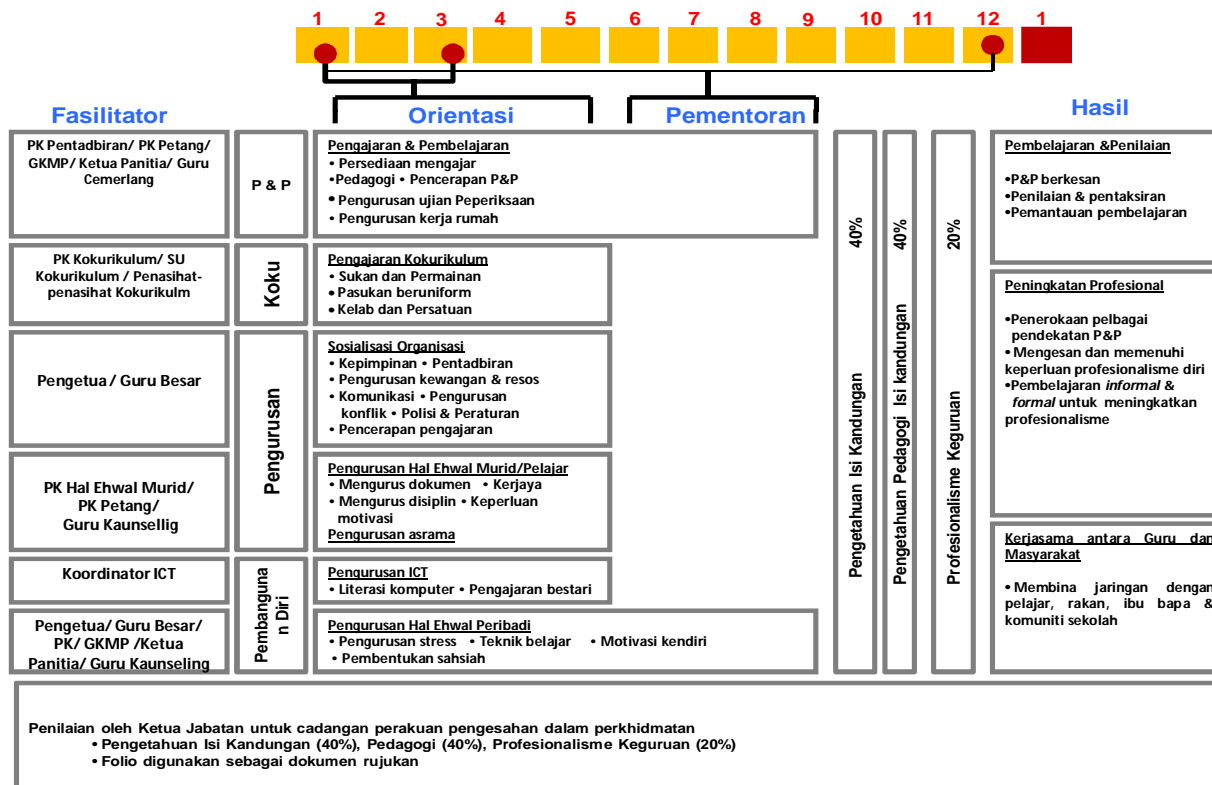 1 2 3 4 5 6 7 8 9 10 11 12 1
Fasilitator
Orientasi
Pementoran
Hasil
PK Pentadbiran/ PK Petang/
GKMP/ Ketua Panitia/ Guru
Cemerlang
P & P
Pengajaran & Pembelajaran
• Persediaan mengajar
•Pedagogi • Pencerapan P&P
• Pengurusan ujian Peperiksaan
• Pengurusan kerja rumah
PK Kokurikulum/ SU
Kokurikulum / Penasihat-
penasihat Kokurikulm
Koku
Pengajaran Kokurikulum
• Sukan dan Permainan
• Pasukan beruniform
• Kelab dan Persatuan
Pengetua / Guru Besar
Pengurusan
Sosialisasi Organisasi
• Kepimpinan • Pentadbiran
• Pengurusan kewangan & resos
• Komunikasi • Pengurusan
konflik • Polisi & Peraturan
• Pencerapan pengajaran
PK Hal Ehwal Murid/
PK Petang/
Guru Kaunsellig
Pengurusan Hal Ehwal Murid/Pelajar
• Mengurus dokumen • Kerjaya
• Mengurus disiplin • Keperluan
motivasi
Pengurusan asrama
Koordinator ICT
Pembanguna
n Diri
Pengurusan ICT
• Literasi komputer • Pengajaran bestari
Pengetua/ Guru Besar/
PK/ GKMP /Ketua
Panitia/ Guru Kaunseling
Pengurusan Hal Ehwal Peribadi
• Pengurusan stress • Teknik belajar • Motivasi kendiri
• Pembentukan sahsiah
Pengetahuan Isi Kandungan 40%
Pengetahuan Pedagogi Isi kandungan 40%
Profesionalisme Keguruan 20%
Pembelajaran &Penilaian
•P&P berkesan
•Penilaian & pentaksiran
•Pemantauan pembelajaran
Peningkatan Profesional
•Penerokaan pelbagai
pendekatan P&P
• Mengesan dan memenuhi
keperluan profesionalisme diri
•Pembelajaran informal &
formal untuk meningkatkan
profesionalisme
Kerjasama antara Guru dan
Masyarakat
• Membina jaringan dengan
pelajar, rakan, ibu bapa &
komuniti sekolah
Penilaian oleh Ketua Jabatan untuk cadangan perakuan pengesahan dalam perkhidmatan
• Pengetahuan Isi Kandungan (40%), Pedagogi (40%), Profesionalisme Keguruan (20%)
• Folio digunakan sebagai dokumen rujukan